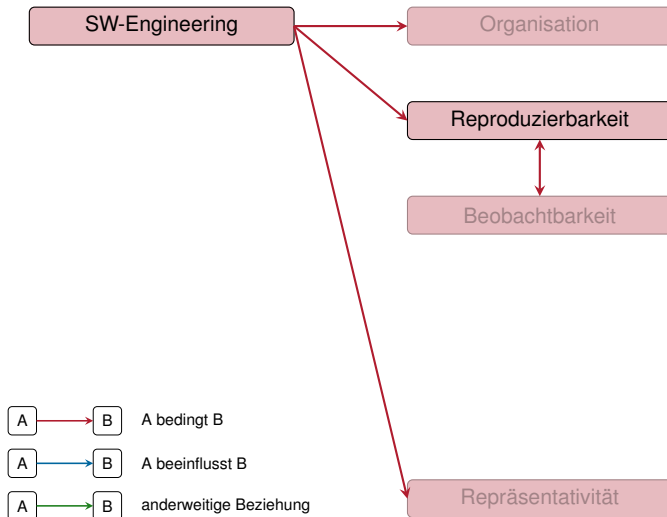 SW-Engineering
Organisation
Reproduzierbarkeit
Beobachtbarkeit
A B A bedingt B
A B A beeinflusst B
Repräsentativität
A B anderweitige Beziehung